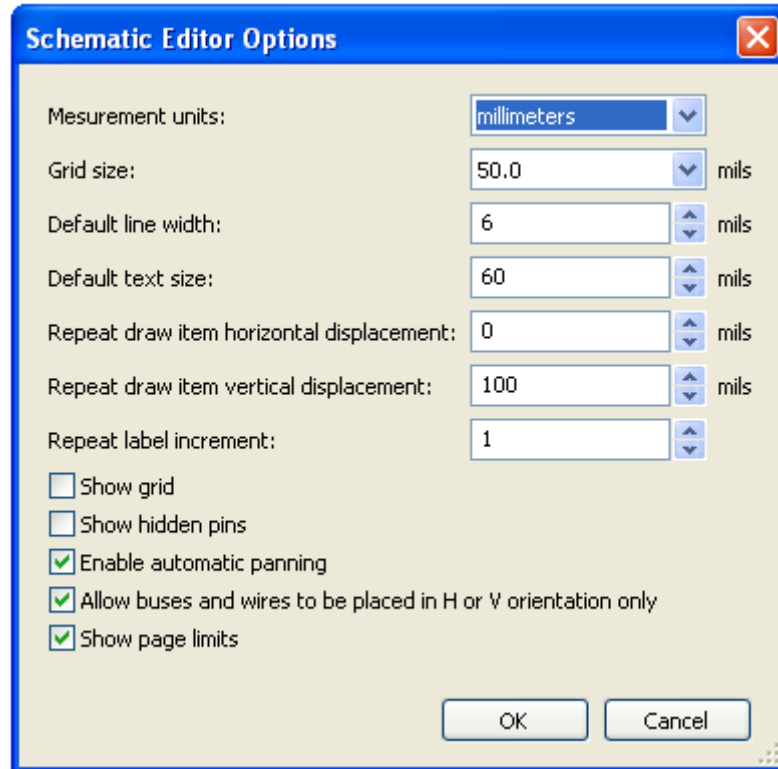 Schematic Editor Options
Mesurement units: millimeters
Grid size: 50.0 mils
Default line width: 6 mils
Default text size: 60 mils
Repeat draw item horizontal displacement: 0 mils
Repeat draw item vertical displacement: 100 mils
Repeat label increment: 1
Show grid
Show hidden pins
Enable automatic panning
Allow buses and wires to be placed in H or V orientation only
Show page limits
OK Cancel